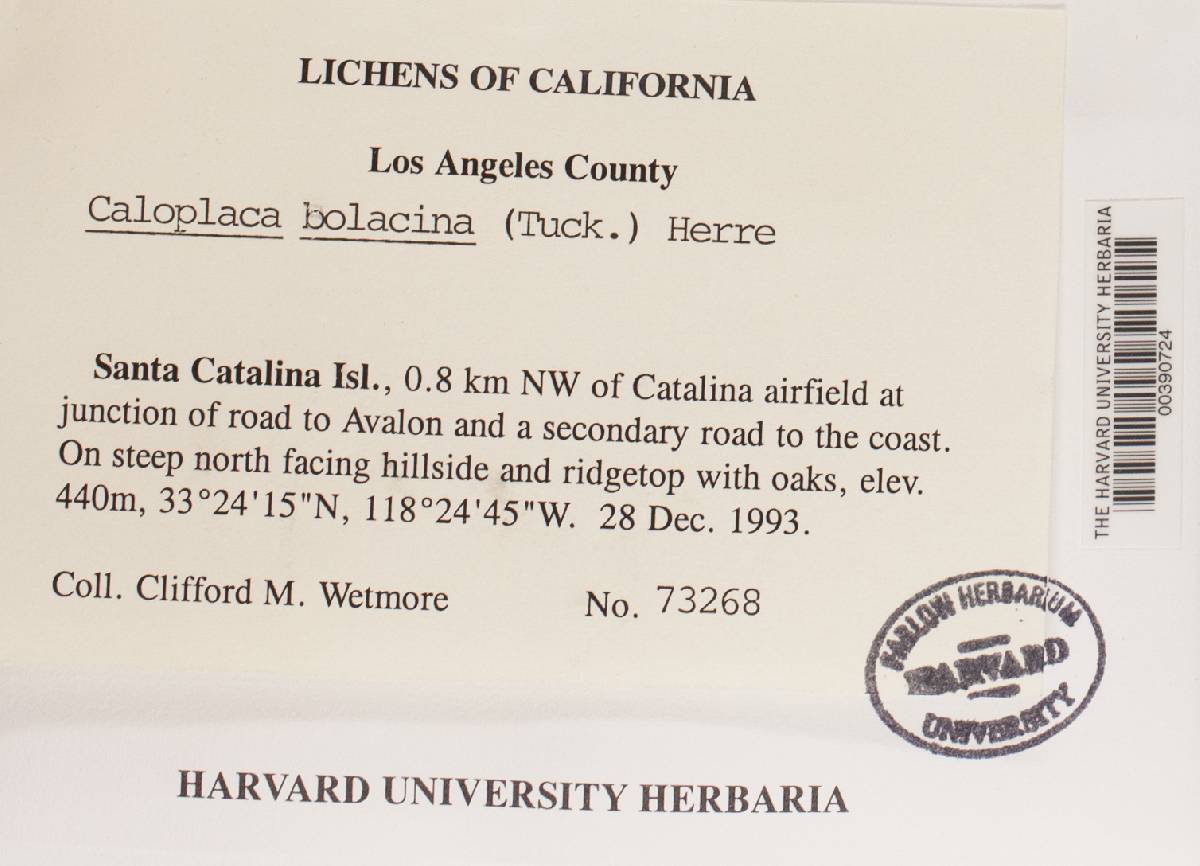 LICHENS OF CALIFORNIA
Los Angeles County
Caloplaca bolacina (Tuck.) Herre
Santa Catalina Isl., 0.8 km NW of Catalina airfield at
junction of road to Avalon and a secondary road to the coast.
On steep north facing hillside and ridgetop with oaks, elev.
440m, 33°24'15"N, 118°24'45"W. 28 Dec. 1993.
Coll. Clifford M. Wetmore No. 73268
FARLOW HERBARIUM
HARVARD
UNIVERSITY
HARVARD UNIVERSITY HERBARIA
THE HARVARD UNIVERSITY HERBARIA
00390724